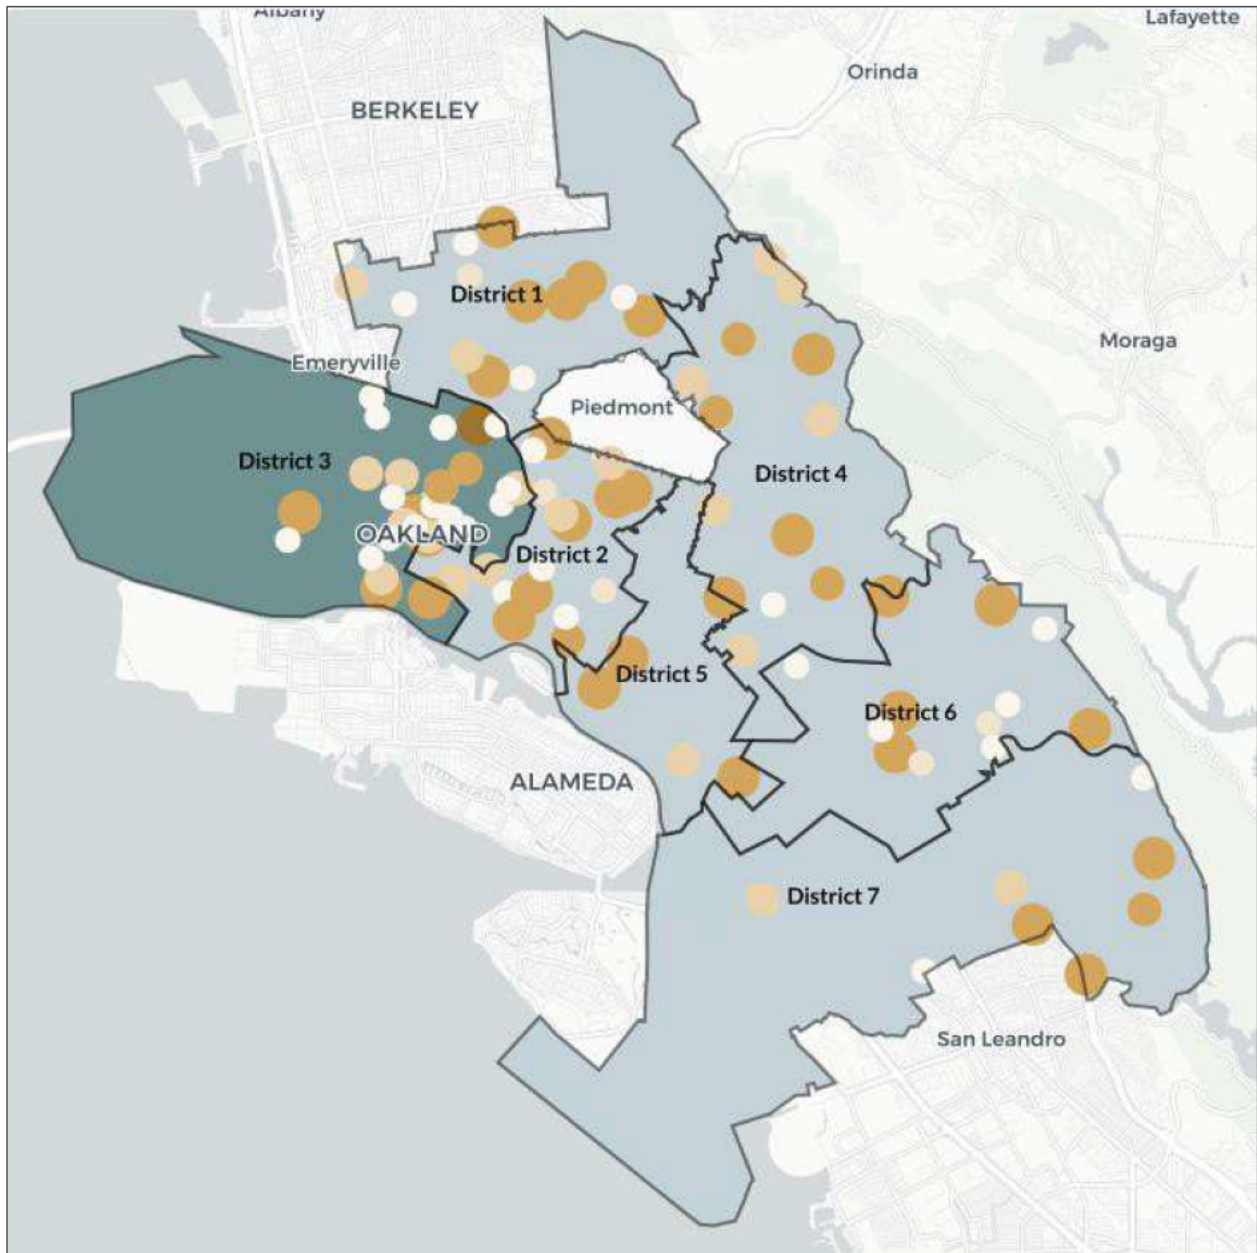 Albany
Lafayette
Orinda
BERKELEY
District 1
Moraga
Emeryville
Piedmont
District 3
District 4
OAKLAND
District 2
District 5
District 6
ALAMEDA
District 7
San Leandro